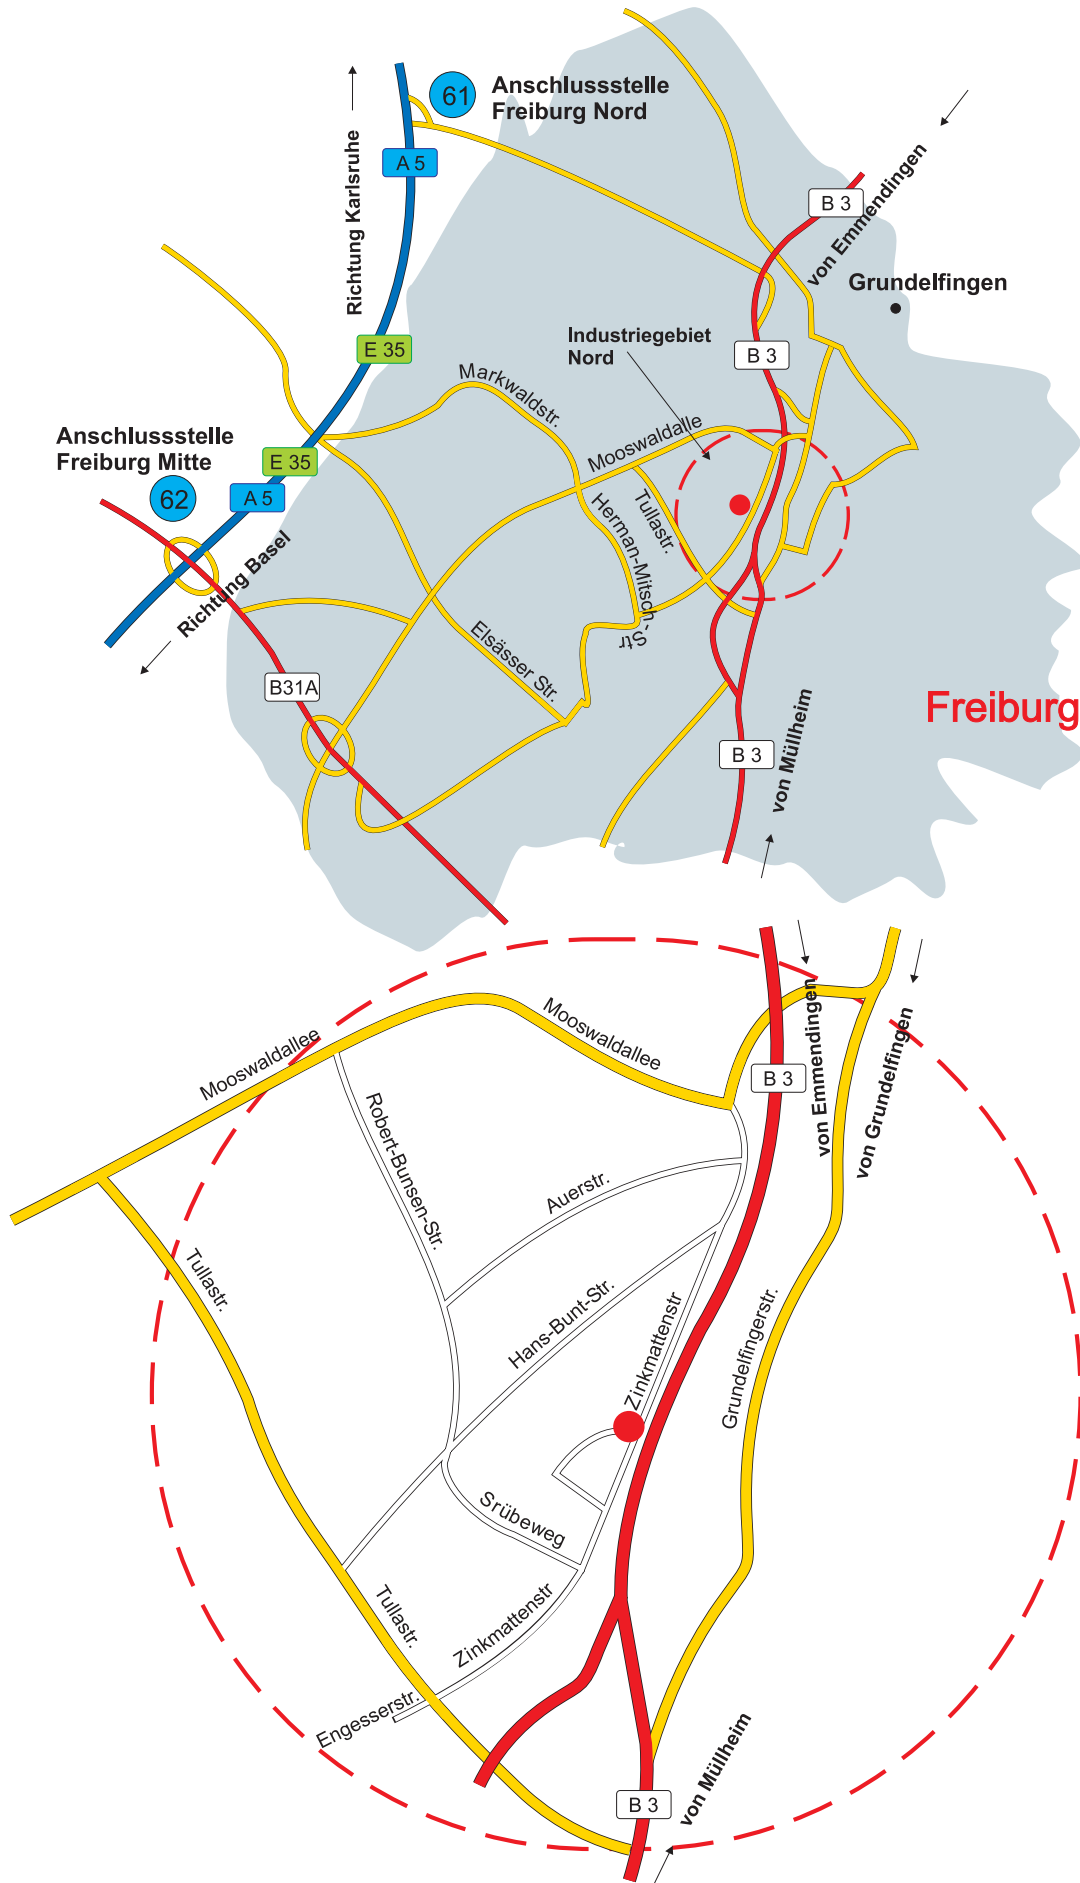 61
Anschlussstelle
Freiburg Nord
A 5
Richtung Karlsruhe
B 3
von Emmendingen
Grundelfingen
Industriegebiet
Nord
B 3
E 35
Markwaldstr.
Mooswaldalle
Anschlussstelle
Freiburg Mitte
62
E 35
A 5
Tullastr.
Herman-Mitsch-
Str
Richtung Basel
Elsässer Str.
B31A
Freiburg
B 3
von Müllheim
Mooswaldallee
Mooswaldallee
B 3
von Emmendingen
von Grundelfingen
Robert-Bunsen-Str.
Auerstr.
Tullastr.
Hans-Bunt-Str.
Zinkmattenstr
Grundelfingerstr.
Srübeweg
Tullastr.
Zinkmattenstr
Engesserstr.
B 3
von Müllheim